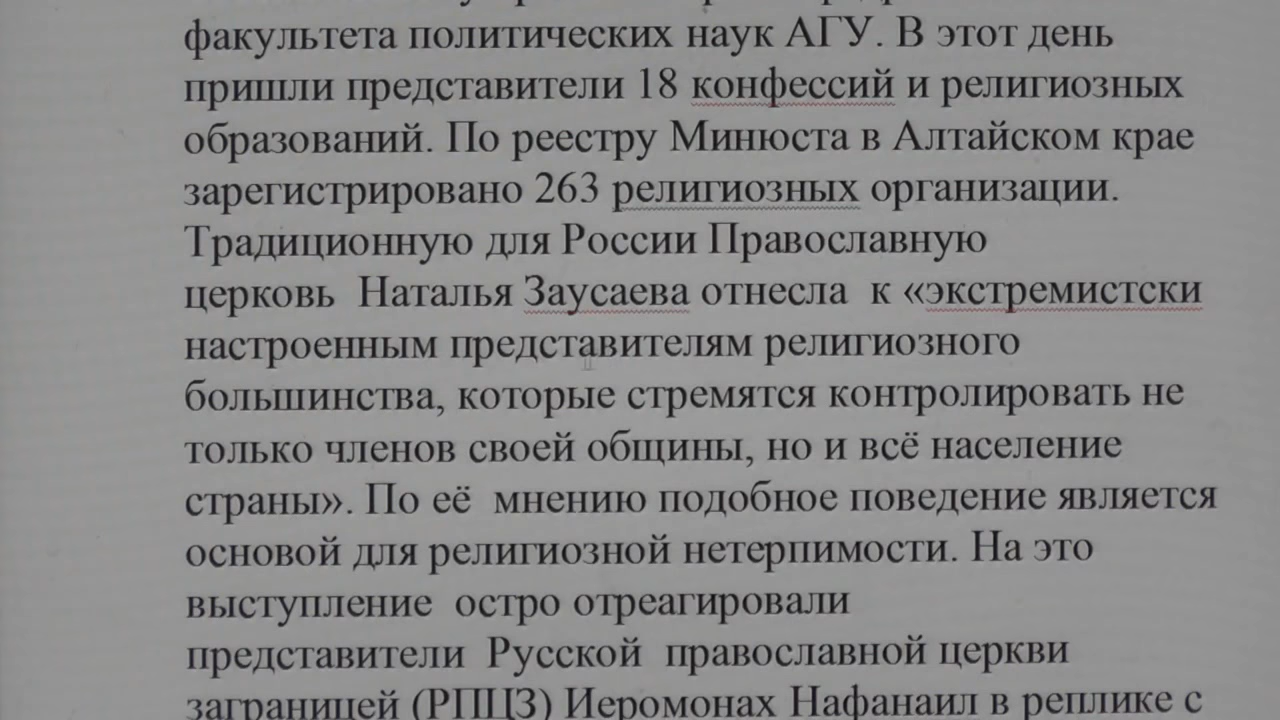 факультета политических наук АГУ. В этот день
пришли представители 18 конфессий и религиозных
образований. По реестру Минюста в Алтайском крае
зарегистрировано 263 религиозных организации.
Традиционную для России Православную
церковь Наталья Заусаева отнесла к «экстремистски
настроенным представителям религиозного
большинства, которые стремятся контролировать не
только членов своей общины, но и всё население
страны». По её мнению подобное поведение является
основой для религиозной нетерпимости. На это
выступление остро отреагировали
представители Русской православной церкви
заграницей (РПЦЗ) Иеромонах Нафанаил в реплике с